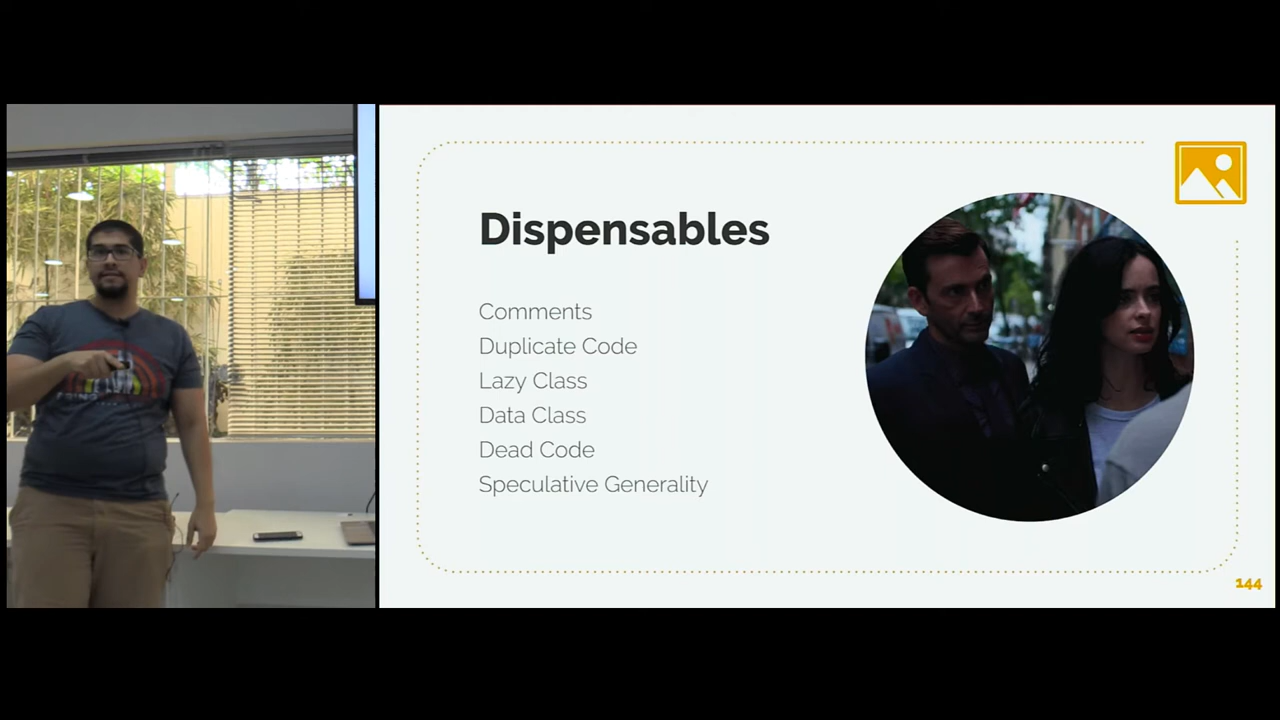 Dispensables
Comments
Duplicate Code
Lazy Class
Data Class
Dead Code
Speculative Generality
144